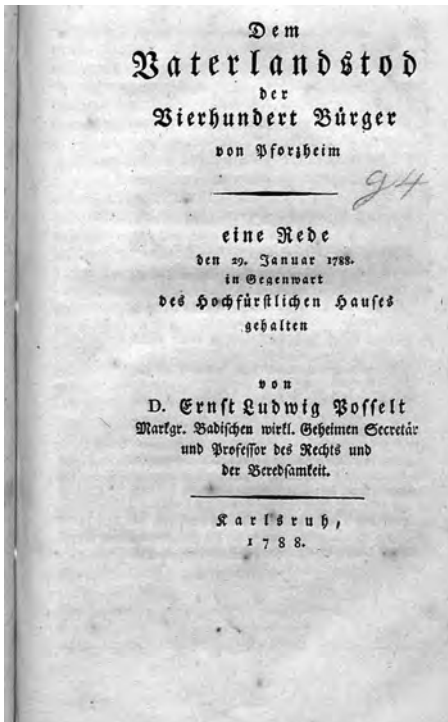 Dem
Vaterlandstod
der
Vierhundert Bürger
von Pforzheim
94
eine Rede
den 29. Januar 1788.
in Gegenwart
des Hochfürstlichen Hauses
gehalten
von
D. Ernst Ludwig Posselt
Markgr. Badischen wirkl. Geheimen Secretär
und Professor des Rechts und
der Beredsamkeit.
Karlsruh,
1788.